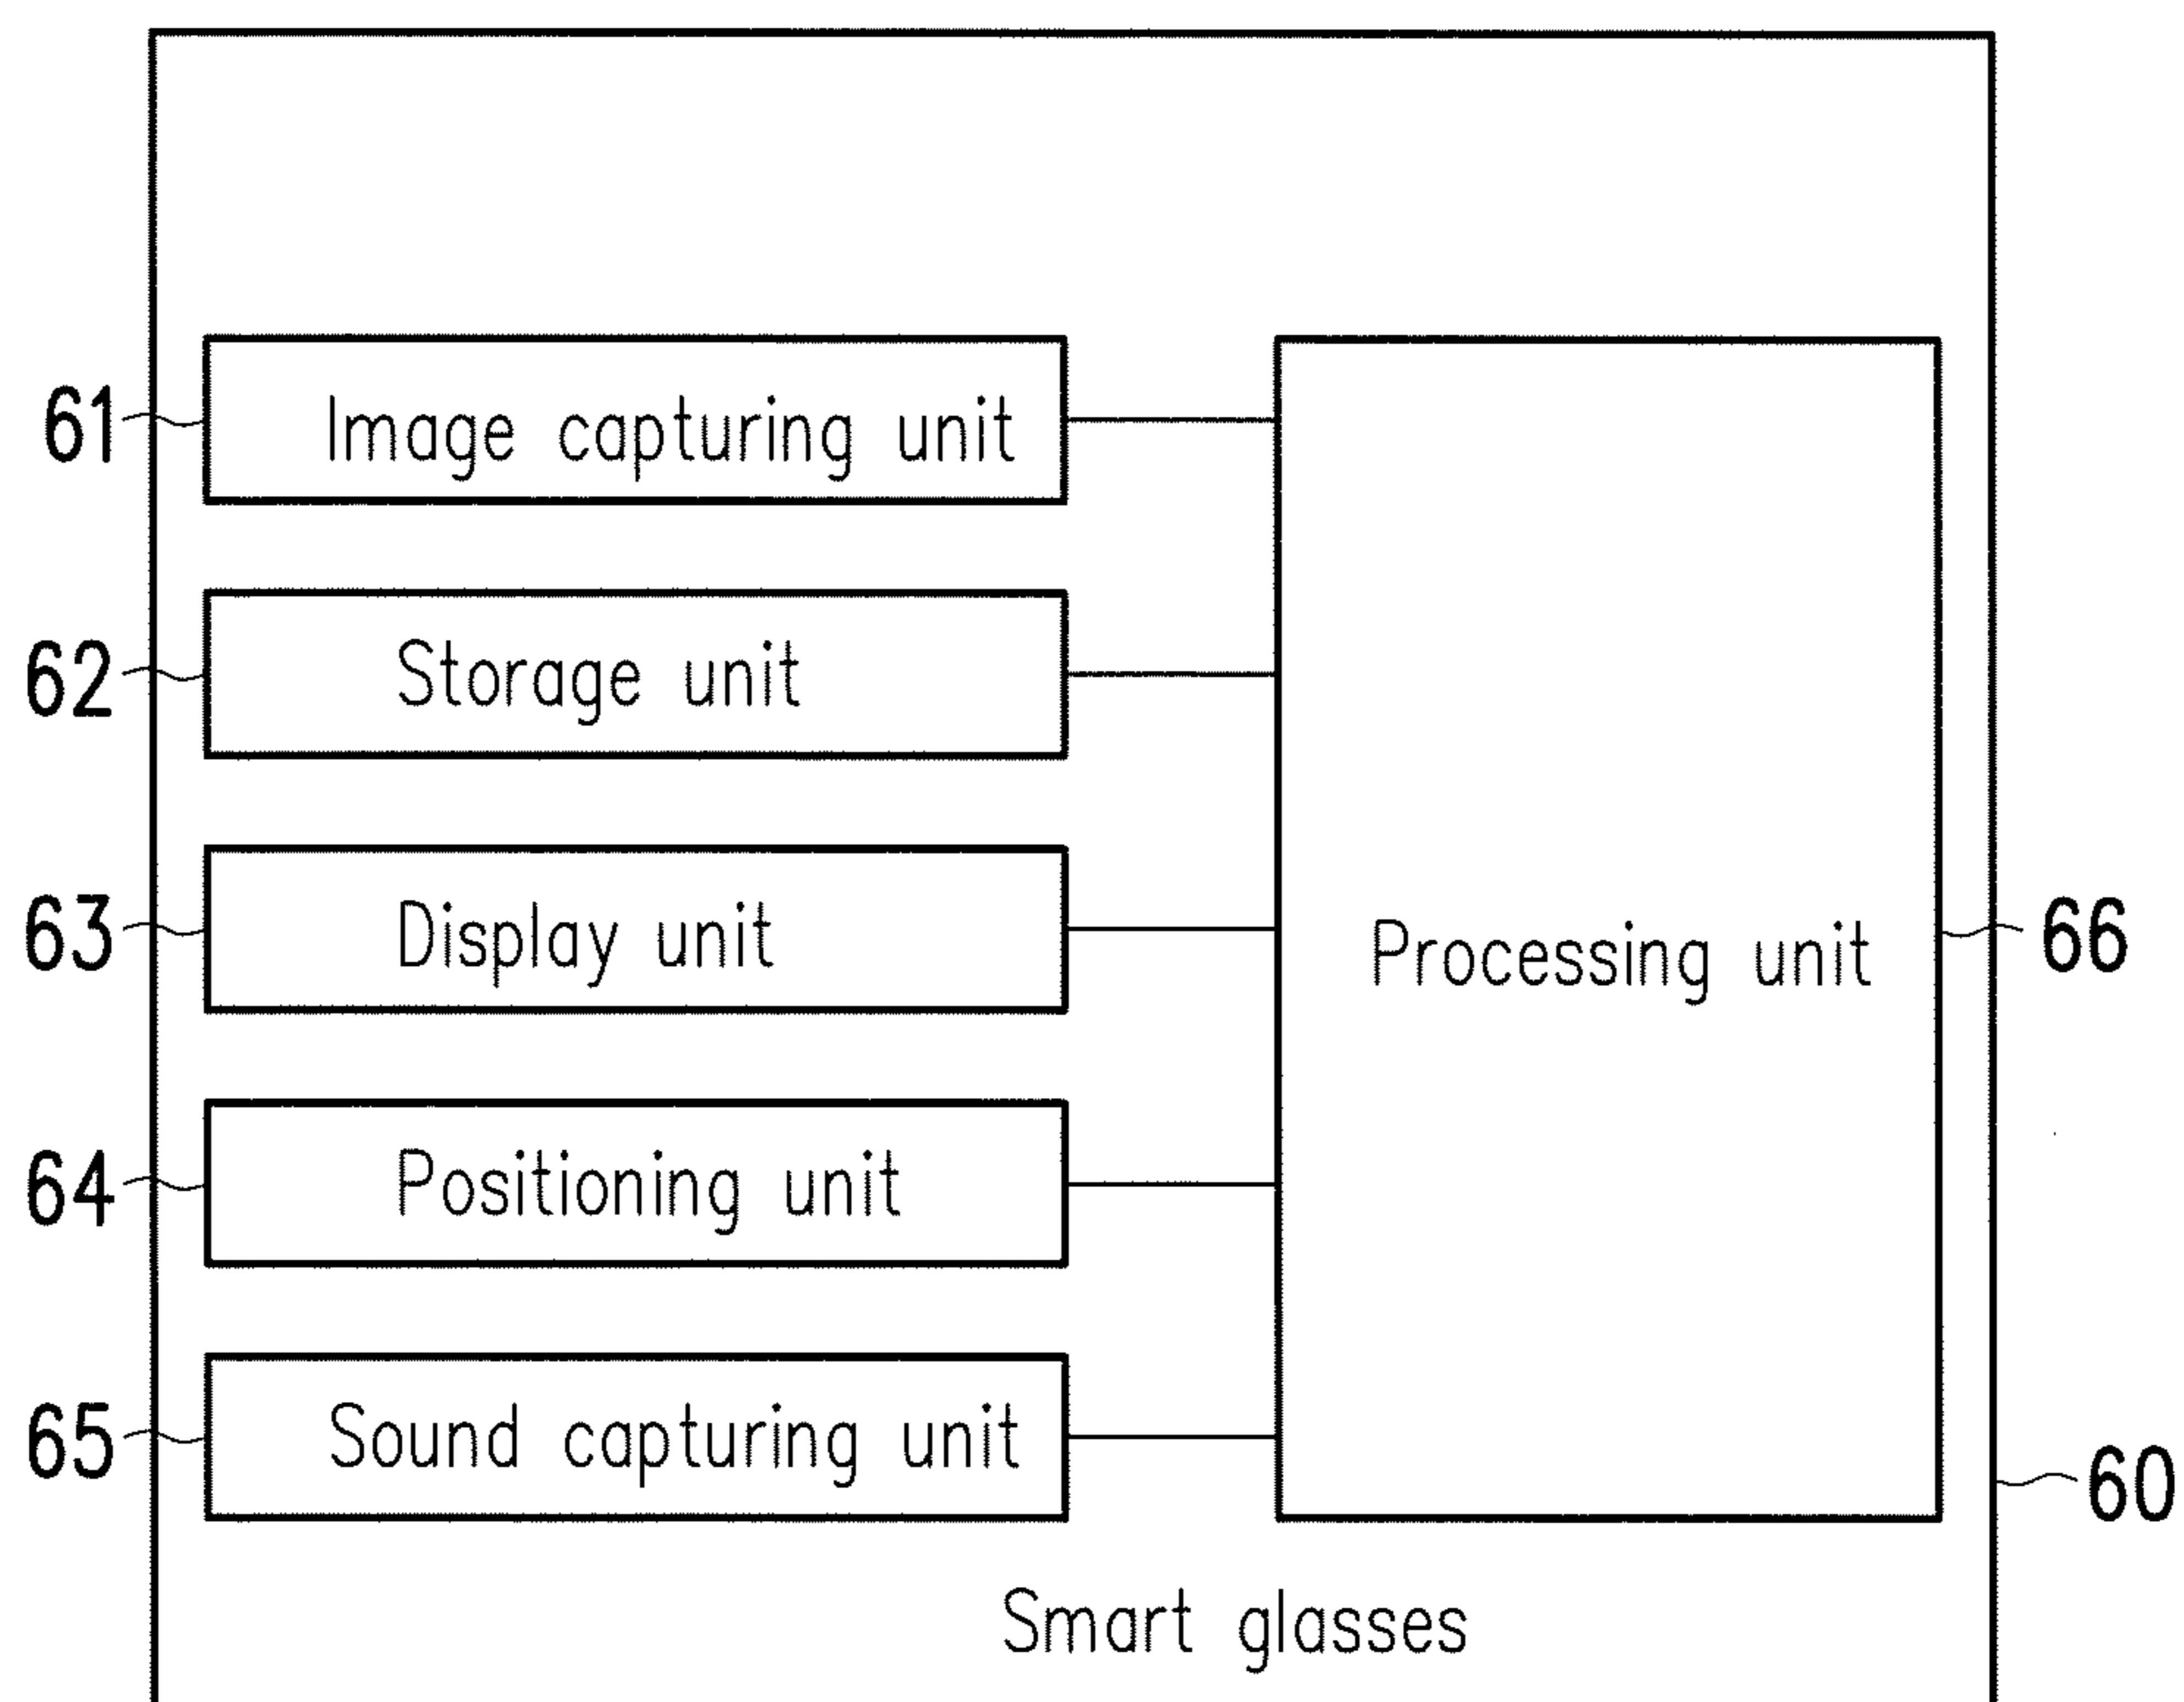 61 Image capturing unit
62 Storage unit
63 Display unit
Processing unit 66
64 Positioning unit
65 Sound capturing unit
60
Smart glasses